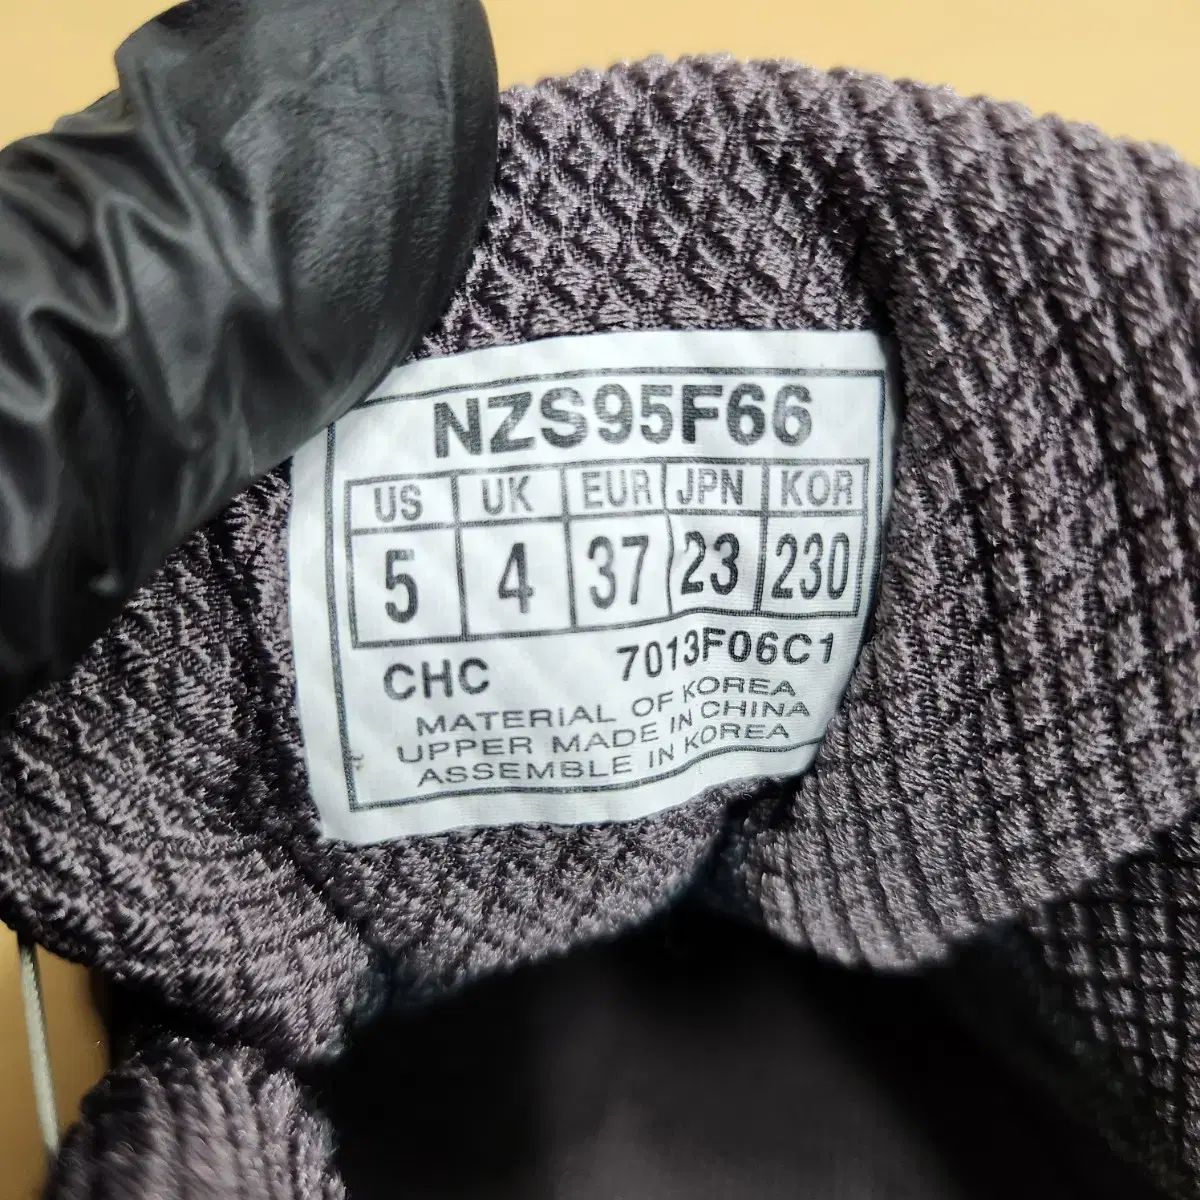 NZS95F66
US UK EUR JPN KOR
5 4 37 23 230
CHC 7013F06C1
MATERIAL OF KOREA
UPPER MADE IN CHINA
ASSEMBLE IN KOREA